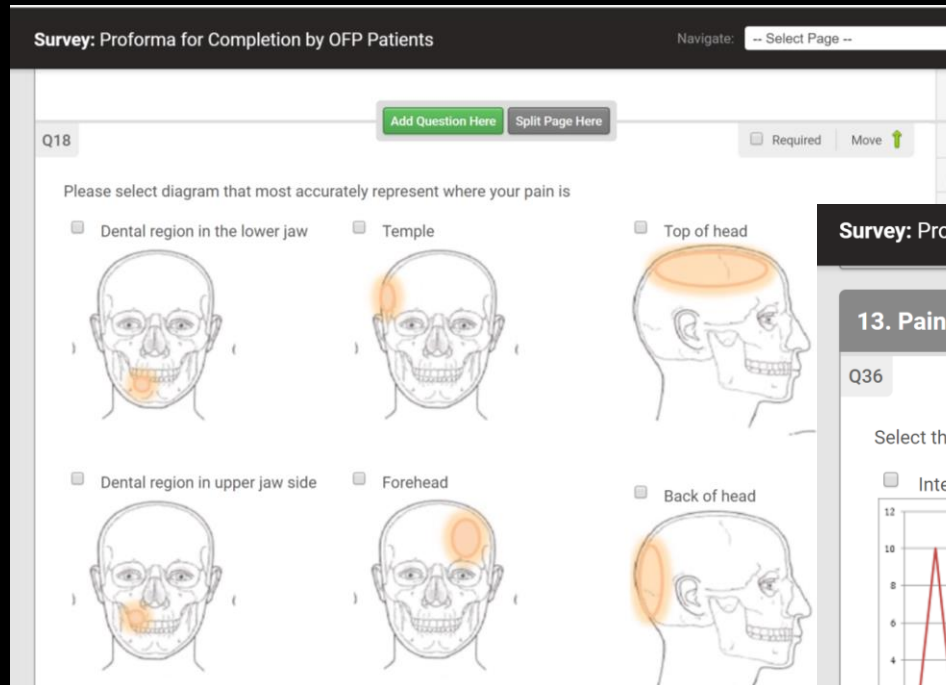 Survey: Proforma for Completion by OFP Patients
Navigate: -- Select Page --
Add Question Here Split Page Here
Q18
Required Move
Please select diagram that most accurately represent where your pain is
Dental region in the lower jaw
Temple
Top of head
Dental region in upper jaw side
Forehead
Back of head
Survey: Pro
13. Pain
Q36
Select th
Inte
12
10
8
6
4